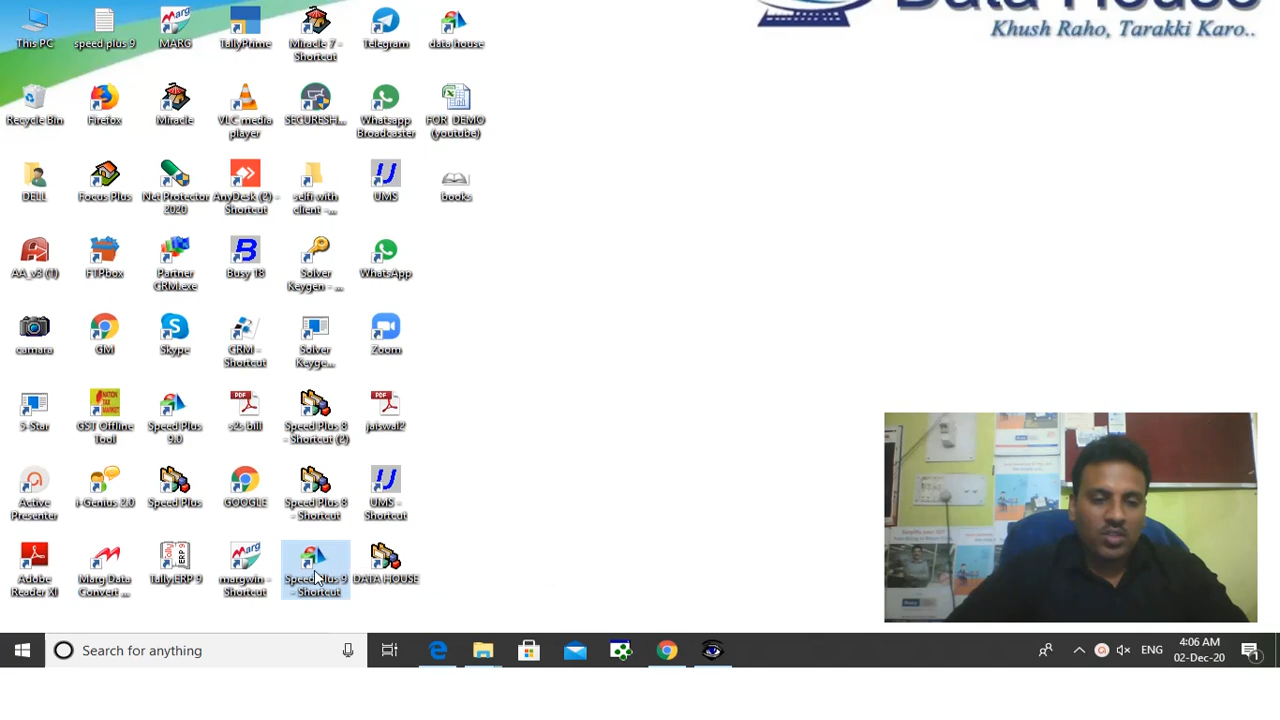 Data House
Khush Raho, Tarakki Karo..
This PC
speed plus 9
MARG
TallyPrime
Miracle 7 -
Shortcut
Telegram
data house
Recycle Bin
Firefox
Miracle
VLC media
player
SECURESH...
Whatsapp
Broadcaster
FOR DEMO
(youtube)
DELL
Focus Plus
Net Protector
2020
AnyDesk (2) -
Shortcut
selfi with
client -...
UMS
books
AA_v3 (1)
FTPbox
Partner
CRM.exe
Busy 18
Solver
Keygen - ...
WhatsApp
camara
GM
Skype
CRM -
Shortcut
Solver
Keyge...
Zoom
5-Star
GST Offline
Tool
Speed Plus
9.0
s2s bill
Speed Plus 8
- Shortcut (2)
jaiswal2
Active
Presenter
i-Genius 2.0
Speed Plus
GOOGLE
Speed Plus 8
- Shortcut
UMS -
Shortcut
Adobe
Reader XI
Marg Data
Convert ...
Tally.ERP 9
margwin -
Shortcut
Speed Plus 9
- Shortcut
DATA HOUSE
Search for anything
ENG
4:06 AM
02-Dec-20
1